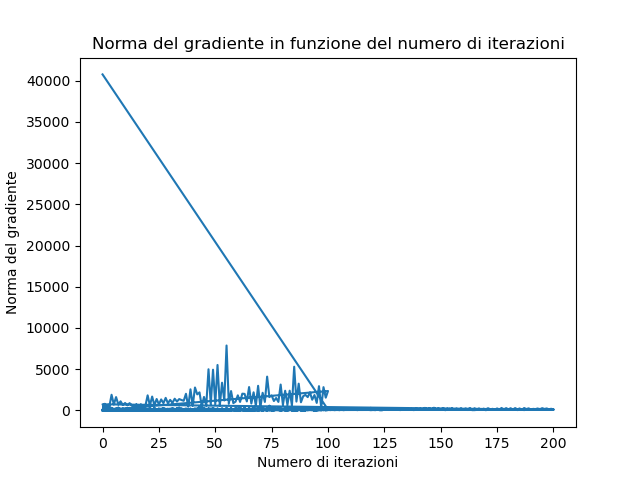 Norma del gradiente in funzione del numero di iterazioni
40000
35000
30000
25000
20000
15000
10000
5000
0
Norma del gradiente
0 25 50 75 100 125 150 175 200
Numero di iterazioni